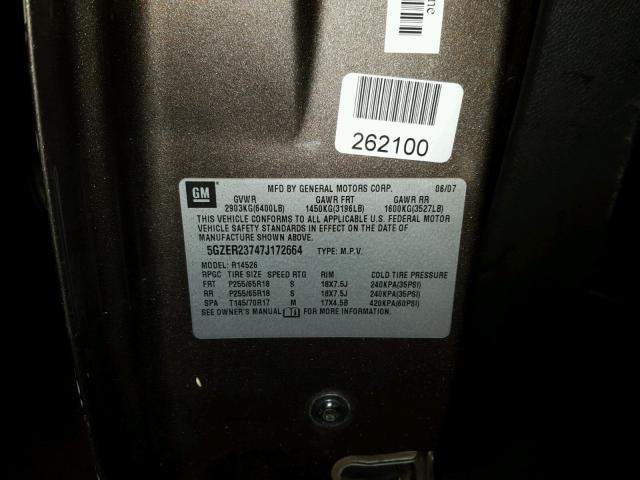 ne
262100
GM
MFD BY GENERAL MOTORS CORP. 06/07
GVWR GAWR FRT GAWR RR
2903KG(6400LB) 1450KG(3196LB) 1600KG(3527LB)
THIS VEHICLE CONFORMS TO ALL APPLICABLE U.S. FEDERAL MOTOR
VEHICLE SAFETY STANDARDS IN EFFECT ON THE DATE OF
MANUFACTURE SHOWN ABOVE.
5GZER23747J172664 TYPE: M.P.V.
MODEL: R14526
RPGC TIRE SIZE SPEED RTG RIM COLD TIRE PRESSURE
FRT P255/65R18 S 18X7.5J 240KPA(35PSI)
RR P255/65R18 S 18X7.5J 240KPA(35PSI)
SPA T145/70R17 M 17X4.5B 420KPA(60PSI)
SEE OWNER'S MANUAL FOR MORE INFORMATION.